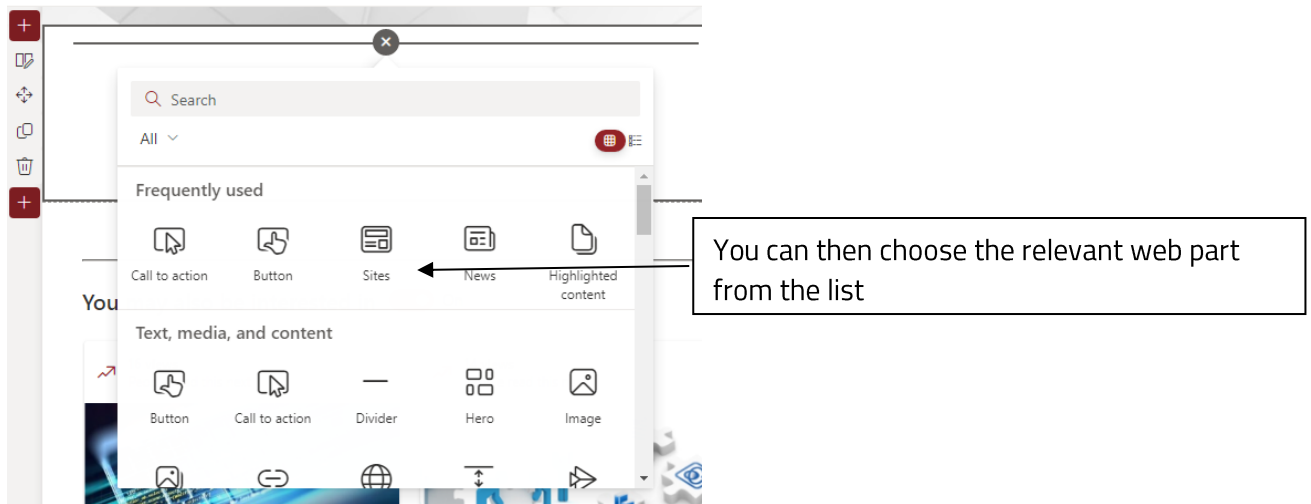 Search
All
Frequently used
Call to action
Button
Sites
News
Highlighted
content
You can then choose the relevant web part
from the list
You
Text, media, and content
Button
Call to action
Divider
Hero
Image